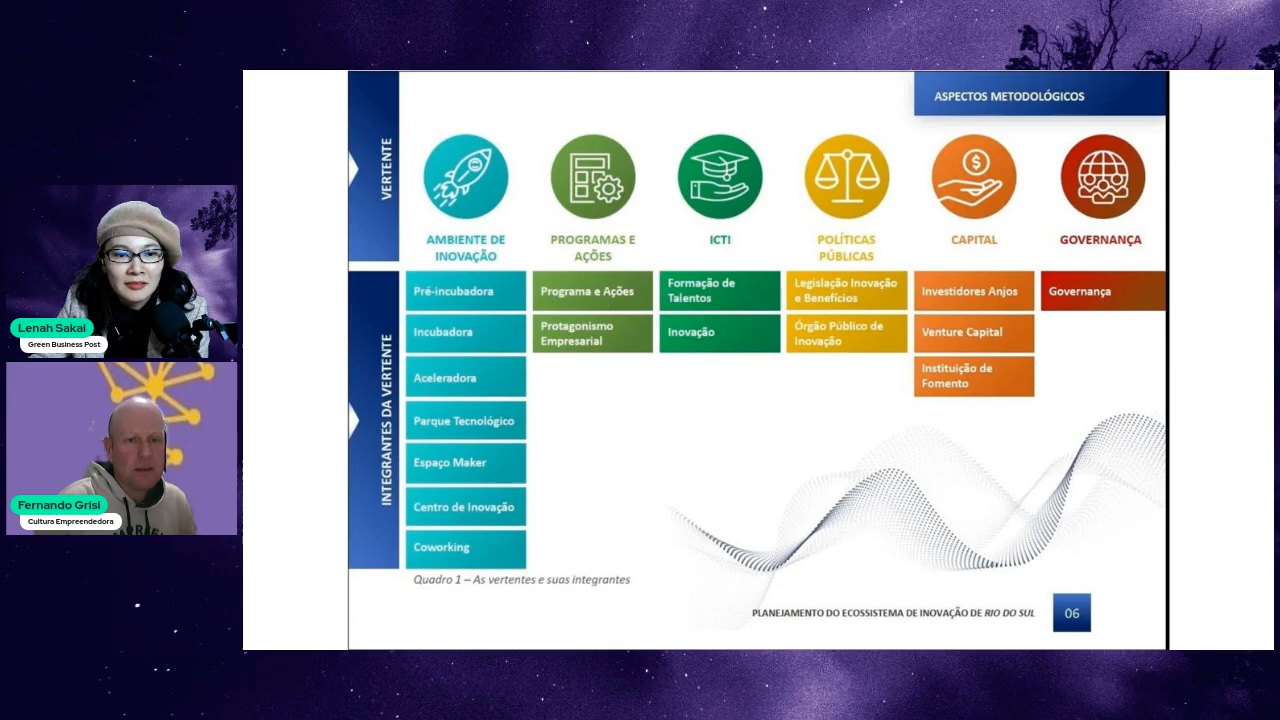 ASPECTOS METODOLÓGICOS
VERTENTE
AMBIENTE DE
INOVAÇÃO
PROGRAMAS E
AÇÕES
ICTI
POLÍTICAS
PÚBLICAS
CAPITAL
GOVERNANÇA
INTEGRANTES DA VERTENTE
Pré-incubadora
Incubadora
Aceleradora
Parque Tecnológico
Espaço Maker
Centro de Inovação
Coworking
Programa e Ações
Protagonismo
Empresarial
Formação de
Talentos
Inovação
Legislação Inovação
e Benefícios
Órgão Público de
Inovação
Investidores Anjos
Venture Capital
Instituição de
Fomento
Governança
Quadro 1 – As vertentes e suas integrantes
PLANEJAMENTO DO ECOSSISTEMA DE INOVAÇÃO DE RIO DO SUL
06
Lenah Sakai
Green Business Post
Fernando Grisi
Cultura Empreendedora